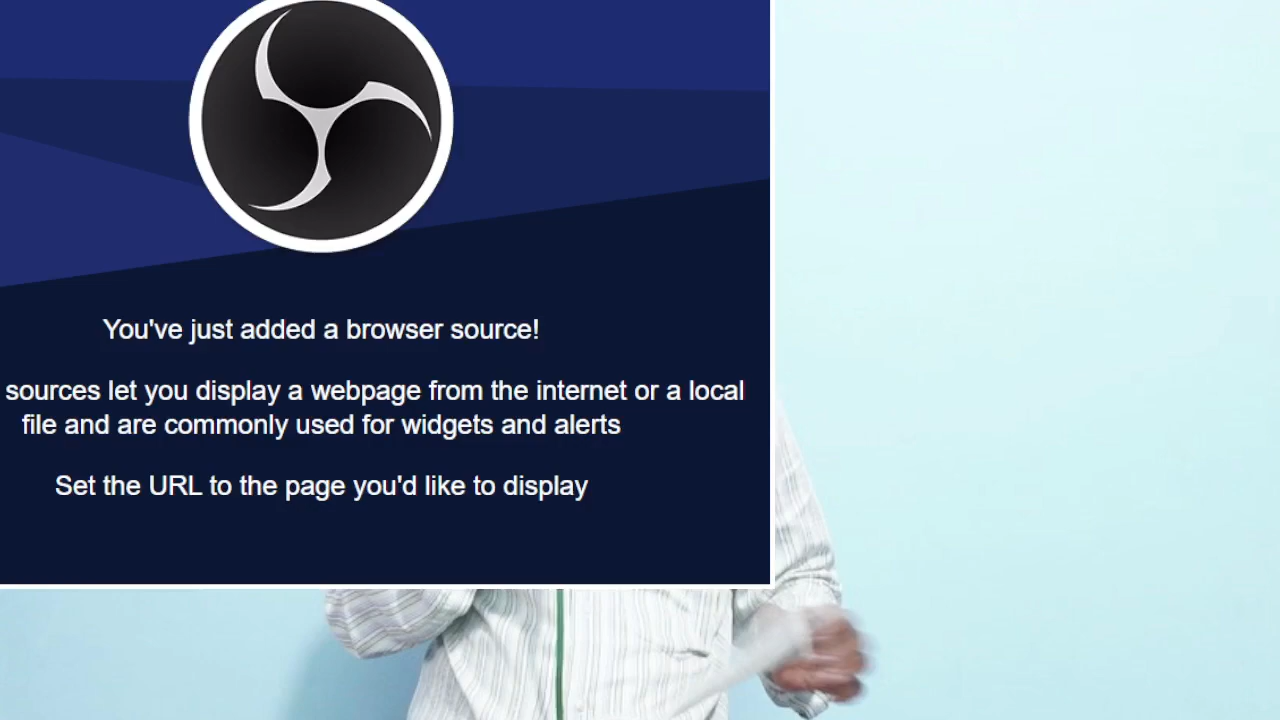 You've just added a browser source!
sources let you display a webpage from the internet or a local
file and are commonly used for widgets and alerts
Set the URL to the page you'd like to display